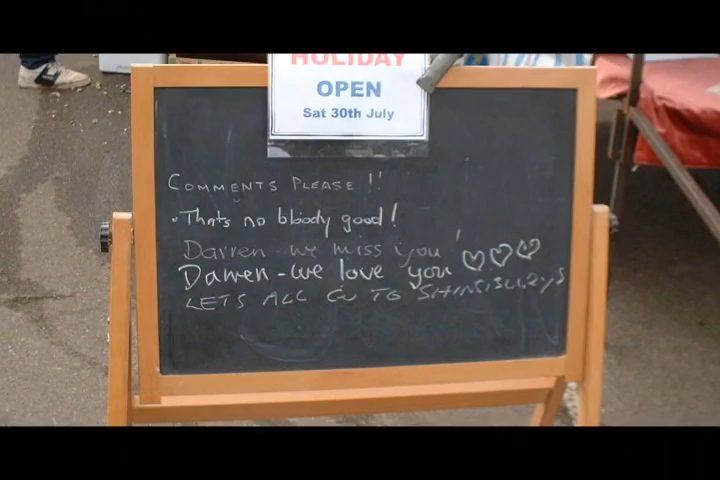 HOLIDAY
OPEN
Sat 30th July
COMMENTS PLEASE !!
. Thats no bloody good!
Darren - we miss you !
Darren - we love you ♡♡♡
LETS ALL GO TO